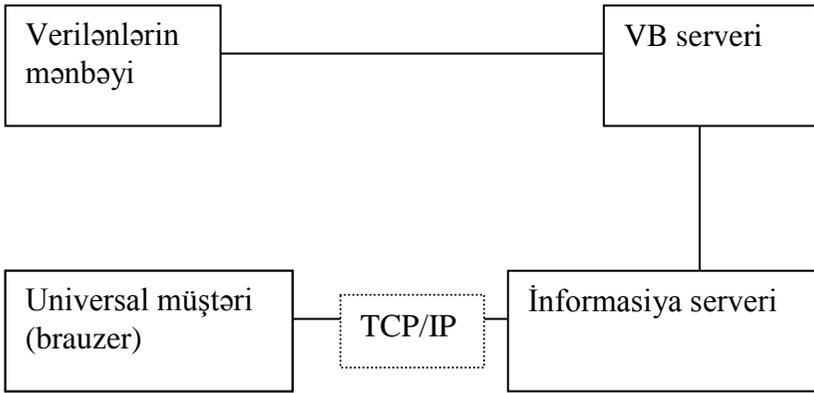 Verilənlərin
mənbəyi
VB serveri
Universal müştəri
(brauzer)
TCP/IP
İnformasiya serveri